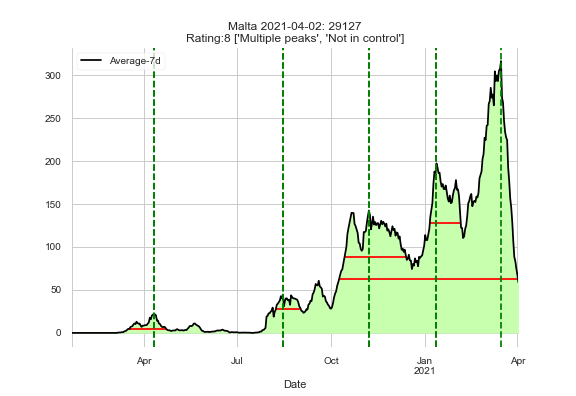 Malta 2021-04-02: 29127
Rating:8 ['Multiple peaks', 'Not in control']
Average-7d
300
250
200
150
100
50
0
Apr
Jul
Oct
Jan
2021
Apr
Date